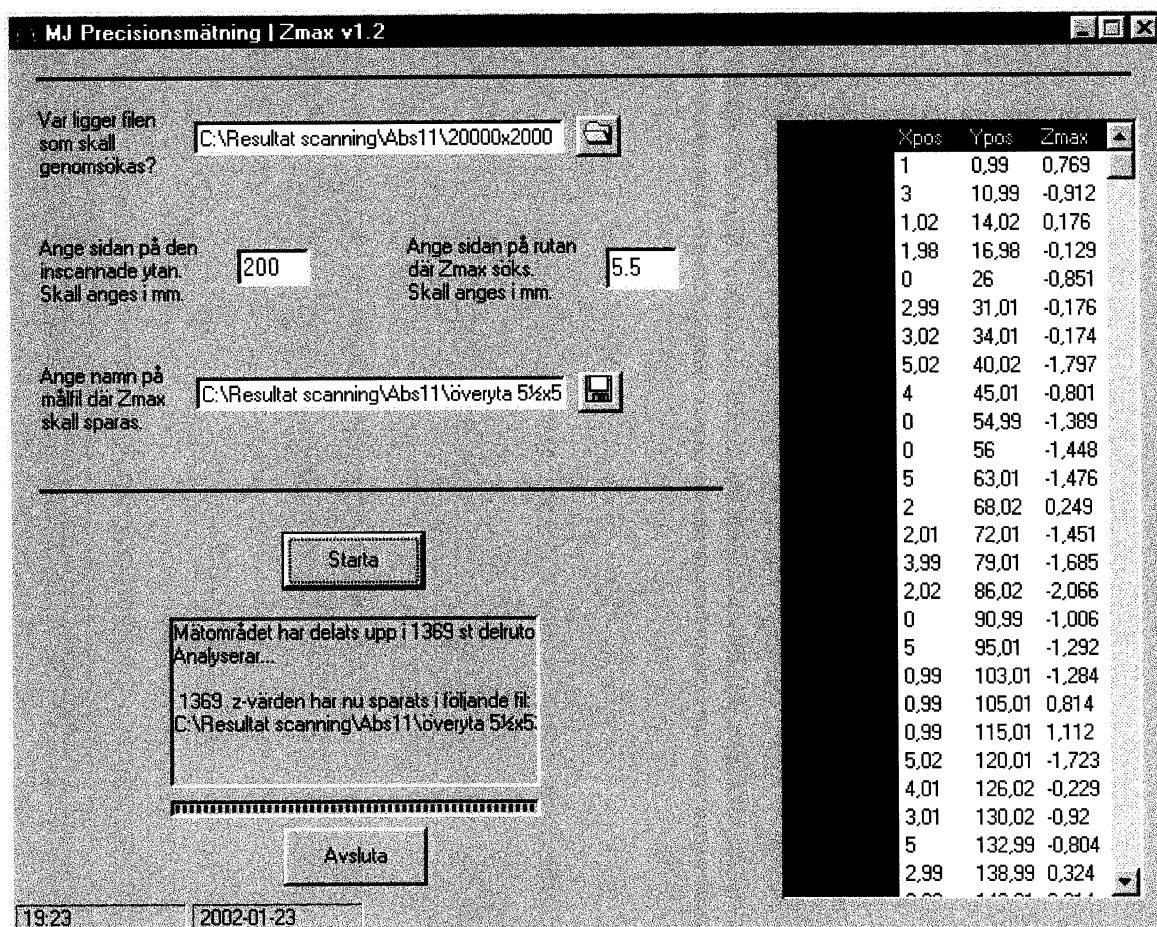 MJ Precisionsmätning | Zmax v1.2
Var ligger filen
som skall
genomsökas?
C:\Resultat scanning\Abs11\20000x2000
Ange sidan på den
inscannade ytan.
Skall anges i mm.
200
Ange sidan på rutan
där Zmax söks.
Skall anges i mm.
5.5
Ange namn på
målfil där Zmax
skall sparas.
C:\Resultat scanning\Abs11\överyta 5½x5
Starta
Mätområdet har delats upp i 1369 st delruto
Analyserar...
1369 z-värden har nu sparats i följande fil:
C:\Resultat scanning\Abs11\överyta 5½x5
Avsluta
19:23 2002-01-23
Xpos Ypos Zmax
1 0,99 0,769
3 10,99 -0,912
1,02 14,02 0,176
1,98 16,98 -0,129
0 26 -0,851
2,99 31,01 -0,176
3,02 34,01 -0,174
5,02 40,02 -1,797
4 45,01 -0,801
0 54,99 -1,389
0 56 -1,448
5 63,01 -1,476
2 68,02 0,249
2,01 72,01 -1,451
3,99 79,01 -1,685
2,02 86,02 -2,066
0 90,99 -1,006
5 95,01 -1,292
0,99 103,01 -1,284
0,99 105,01 0,814
0,99 115,01 1,112
5,02 120,01 -1,723
4,01 126,02 -0,229
3,01 130,02 -0,92
5 132,99 -0,804
2,99 138,99 0,324